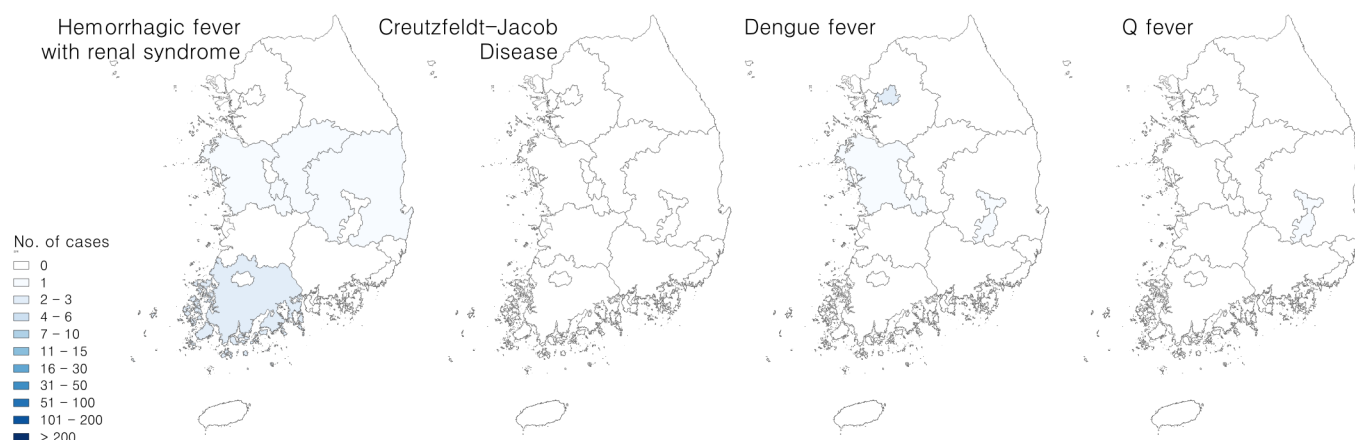 Hemorrhagic fever
with renal syndrome
Creutzfeldt-Jacob
Disease
Dengue fever
Q fever
No. of cases
0
1
2 - 3
4 - 6
7 - 10
11 - 15
16 - 30
31 - 50
51 - 100
101 - 200
> 200